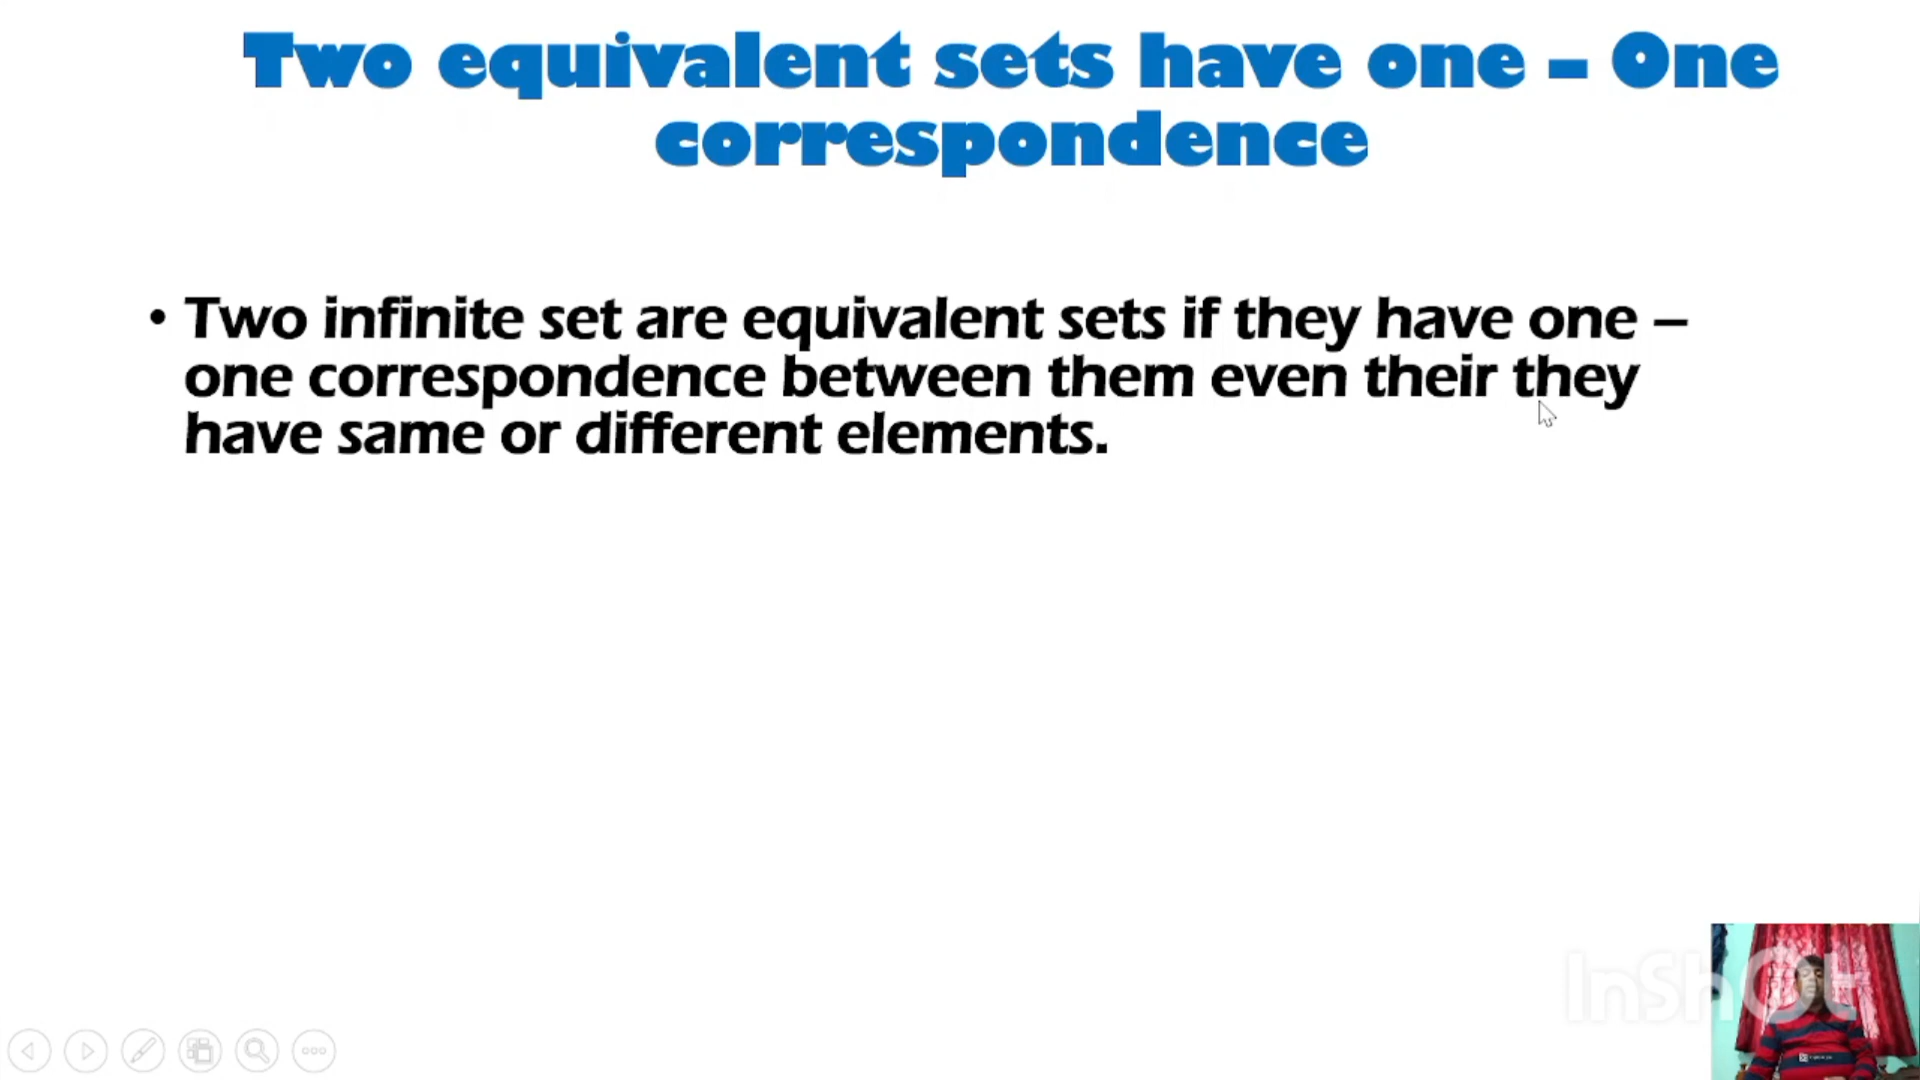 Two equivalent sets have one – One
correspondence
• Two infinite set are equivalent sets if they have one –
one correspondence between them even their they
have same or different elements.
InShOt